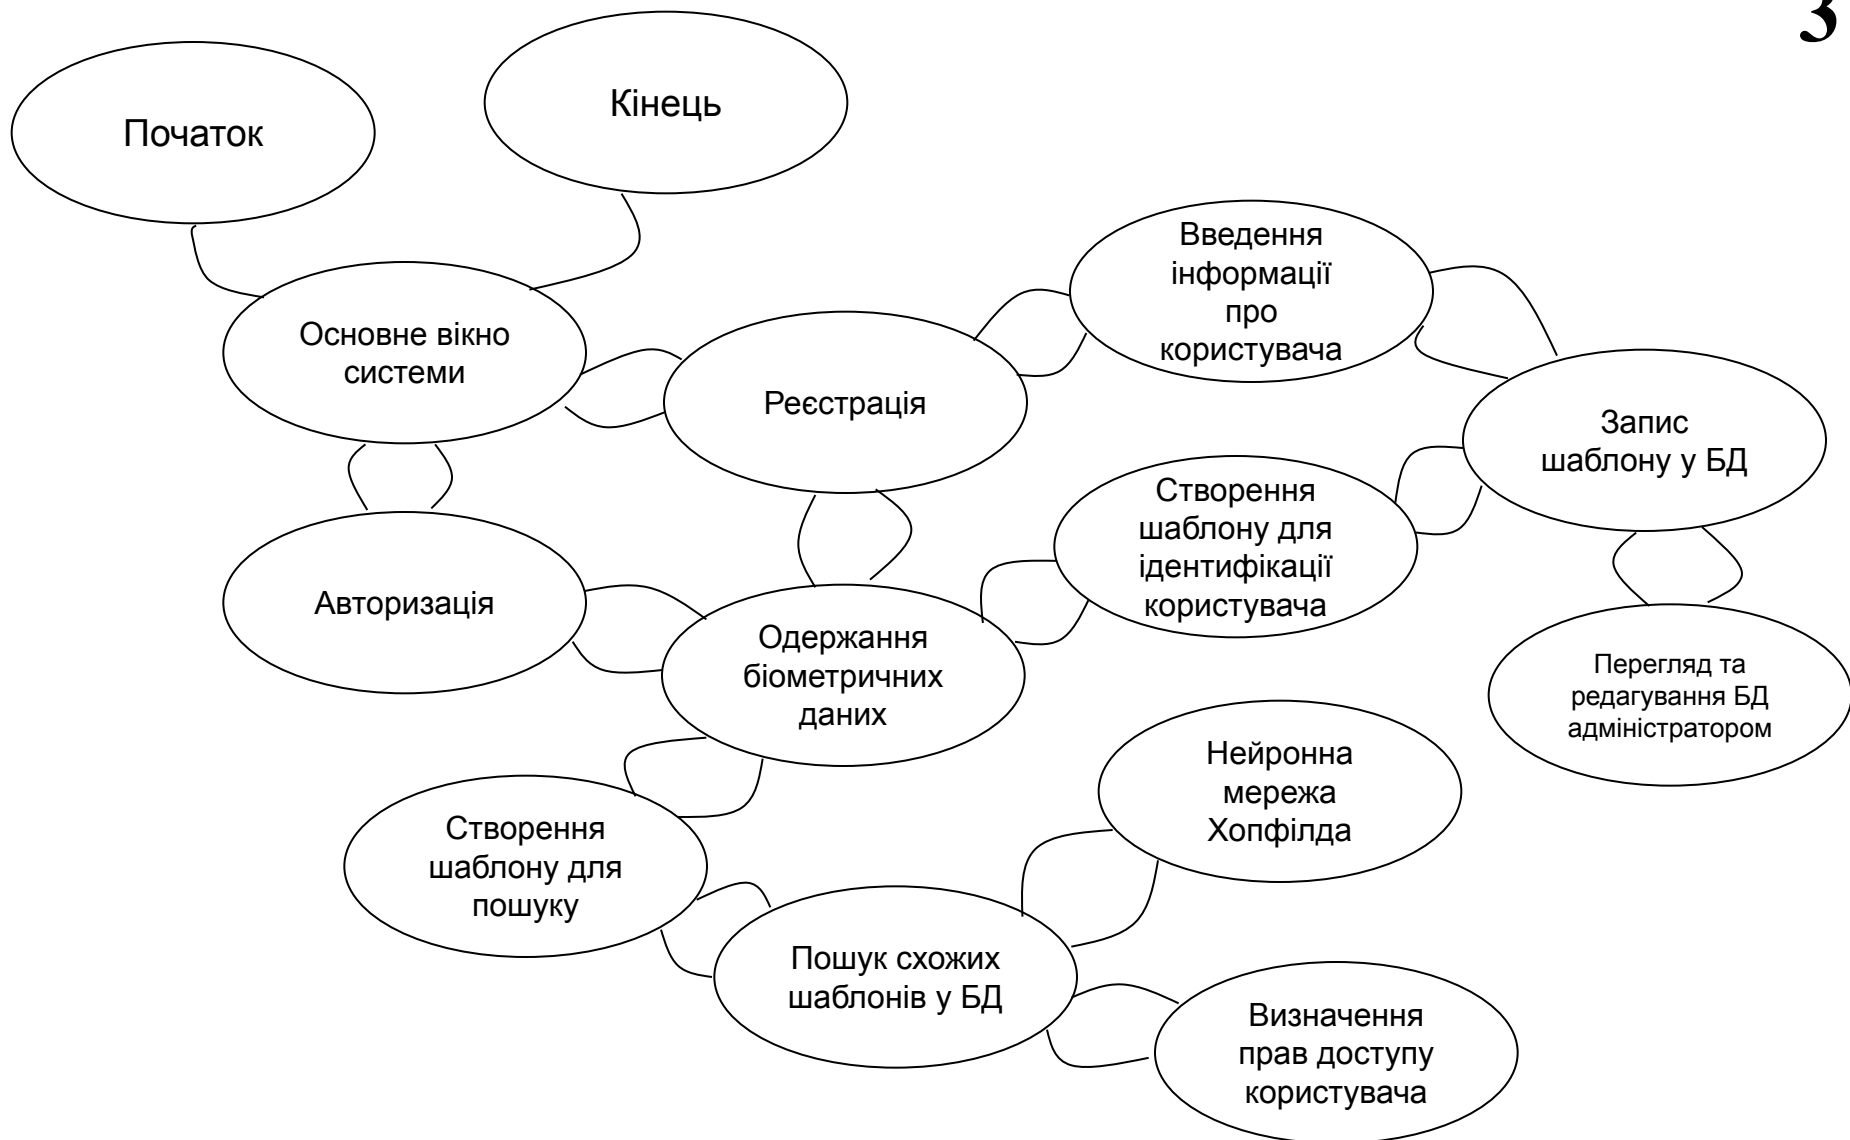 3
Початок
Кінець
Введення
інформації
про
користувача
Основне вікно
системи
Реєстрація
Запис
шаблону у БД
Створення
шаблону для
ідентифікації
користувача
Авторизація
Одержання
біометричних
даних
Перегляд та
редагування БД
адміністратором
Нейронна
мережа
Хопфілда
Створення
шаблону для
пошуку
Пошук схожих
шаблонів у БД
Визначення
прав доступу
користувача